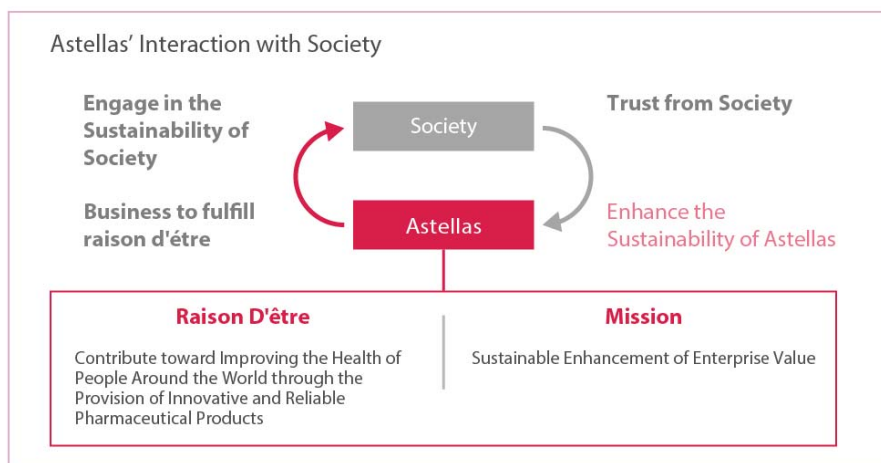 Astellas’ Interaction with Society
Engage in the
Sustainability of
Society
Society
Trust from Society
Business to fulfill
raison d'étre
Astellas
Enhance the
Sustainability of Astellas
Raison D'être
Contribute toward Improving the Health of
People Around the World through the
Provision of Innovative and Reliable
Pharmaceutical Products
Mission
Sustainable Enhancement of Enterprise Value